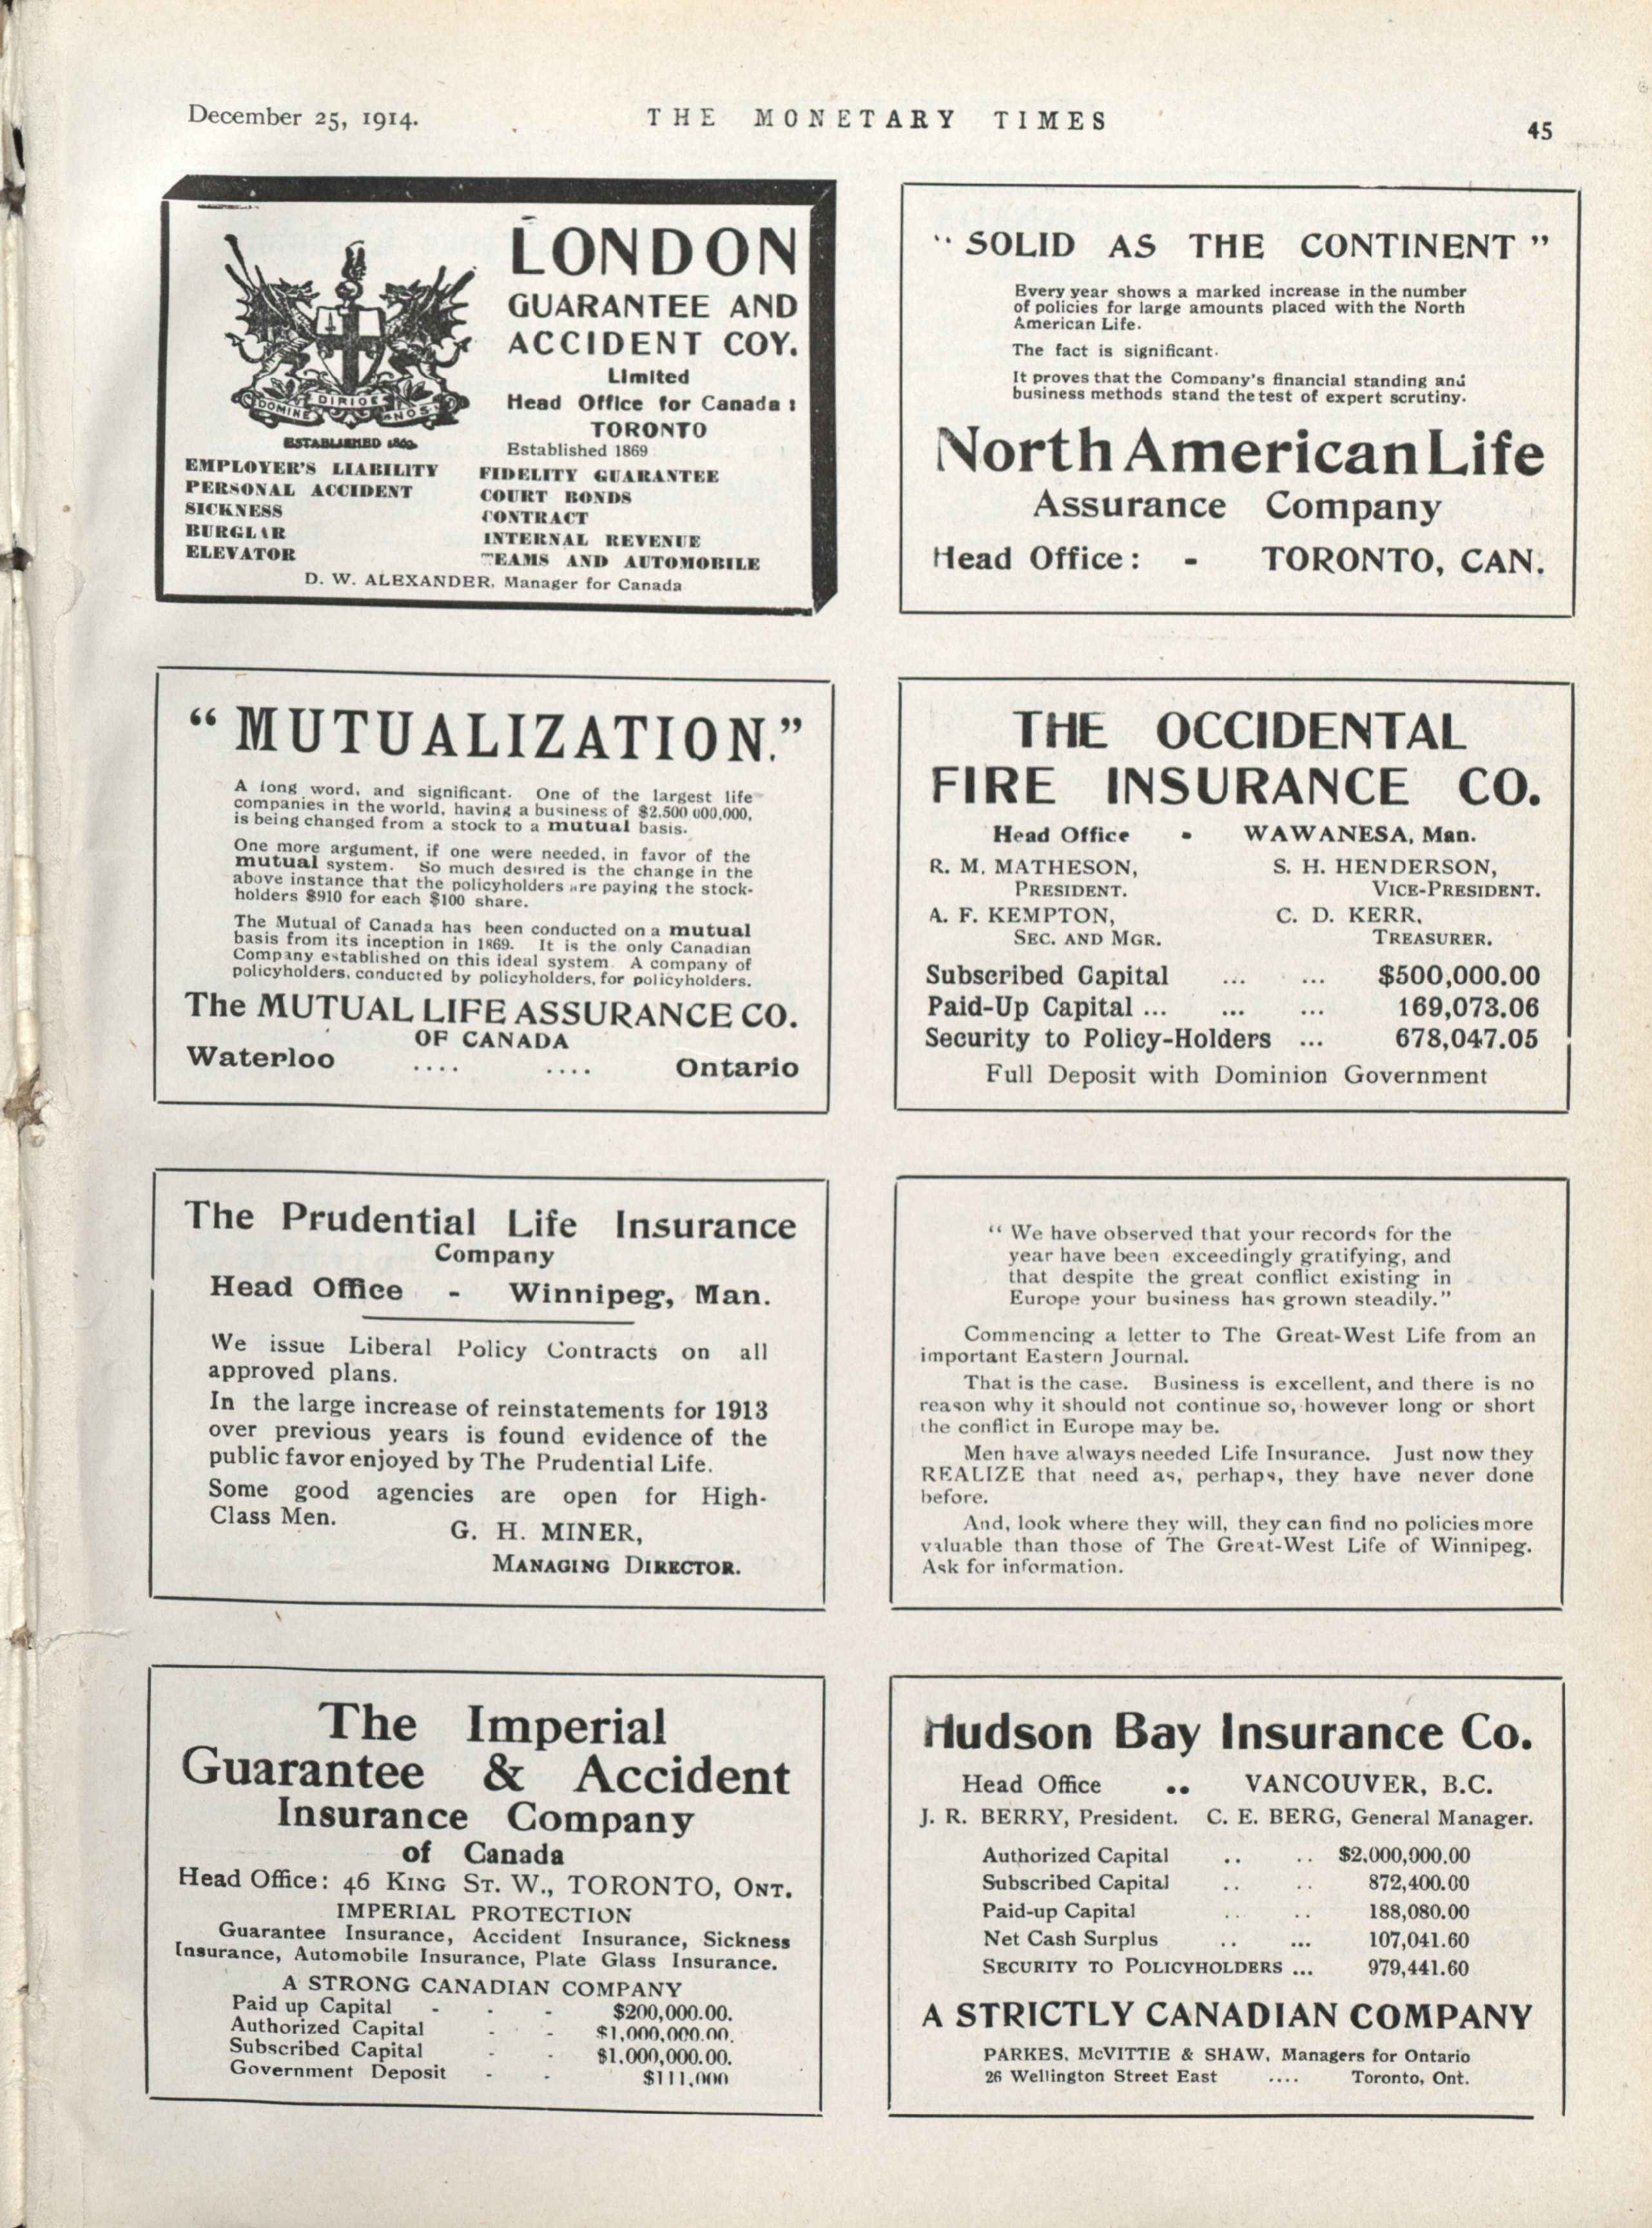 December 25, 1914.
THE MONETARY TIMES
45
DOMINE DIRIGE NOS
ESTABLISHED 1869
LONDON
GUARANTEE AND
ACCIDENT COY.
Limited
Head Office for Canada:
TORONTO
Established 1869
EMPLOYER'S LIABILITY
PERSONAL ACCIDENT
SICKNESS
BURGLAR
ELEVATOR
FIDELITY GUARANTEE
COURT BONDS
CONTRACT
INTERNAL REVENUE
TEAMS AND AUTOMOBILE
D. W. ALEXANDER, Manager for Canada
"SOLID AS THE CONTINENT"
Every year shows a marked increase in the number
of policies for large amounts placed with the North
American Life.
The fact is significant.
It proves that the Company's financial standing and
business methods stand the test of expert scrutiny.
North American Life
Assurance Company
Head Office: - TORONTO, CAN.
"MUTUALIZATION."
A long word, and significant. One of the largest life
companies in the world, having a business of $2,500 000,000,
is being changed from a stock to a mutual basis.
One more argument, if one were needed, in favor of the
mutual system. So much desired is the change in the
above instance that the policyholders are paying the stock-
holders $910 for each $100 share.
The Mutual of Canada has been conducted on a mutual
basis from its inception in 1869. It is the only Canadian
Company established on this ideal system. A company of
policyholders, conducted by policyholders, for policyholders.
The MUTUAL LIFE ASSURANCE CO.
OF CANADA
Waterloo .... .... Ontario
THE OCCIDENTAL
FIRE INSURANCE CO.
Head Office - WAWANESA, Man.
R. M. MATHESON, S. H. HENDERSON,
PRESIDENT. VICE-PRESIDENT.
A. F. KEMPTON, C. D. KERR,
SEC. AND MGR. TREASURER.
Subscribed Capital ... ... $500,000.00
Paid-Up Capital ... ... ... 169,073.06
Security to Policy-Holders ... 678,047.05
Full Deposit with Dominion Government
The Prudential Life Insurance
Company
Head Office - Winnipeg, Man.
We issue Liberal Policy Contracts on all
approved plans.
In the large increase of reinstatements for 1913
over previous years is found evidence of the
public favor enjoyed by The Prudential Life.
Some good agencies are open for High-
Class Men.
G. H. MINER,
MANAGING DIRECTOR.
"We have observed that your records for the
year have been exceedingly gratifying, and
that despite the great conflict existing in
Europe your business has grown steadily."
Commencing a letter to The Great-West Life from an
important Eastern Journal.
That is the case. Business is excellent, and there is no
reason why it should not continue so, however long or short
the conflict in Europe may be.
Men have always needed Life Insurance. Just now they
REALIZE that need as, perhaps, they have never done
before.
And, look where they will, they can find no policies more
valuable than those of The Great-West Life of Winnipeg.
Ask for information.
The Imperial
Guarantee & Accident
Insurance Company
of Canada
Head Office: 46 KING ST. W., TORONTO, ONT.
IMPERIAL PROTECTION
Guarantee Insurance, Accident Insurance, Sickness
Insurance, Automobile Insurance, Plate Glass Insurance.
A STRONG CANADIAN COMPANY
Paid up Capital - - - $200,000.00.
Authorized Capital - - $1,000,000.00.
Subscribed Capital - - $1,000,000.00.
Government Deposit - - $111,000
Hudson Bay Insurance Co.
Head Office .. VANCOUVER, B.C.
J. R. BERRY, President. C. E. BERG, General Manager.
Authorized Capital .. .. $2,000,000.00
Subscribed Capital .. .. 872,400.00
Paid-up Capital .. .. 188,080.00
Net Cash Surplus .. ... 107,041.60
SECURITY TO POLICYHOLDERS ... 979,441.60
A STRICTLY CANADIAN COMPANY
PARKES, McVITTIE & SHAW, Managers for Ontario
26 Wellington Street East .... Toronto, Ont.